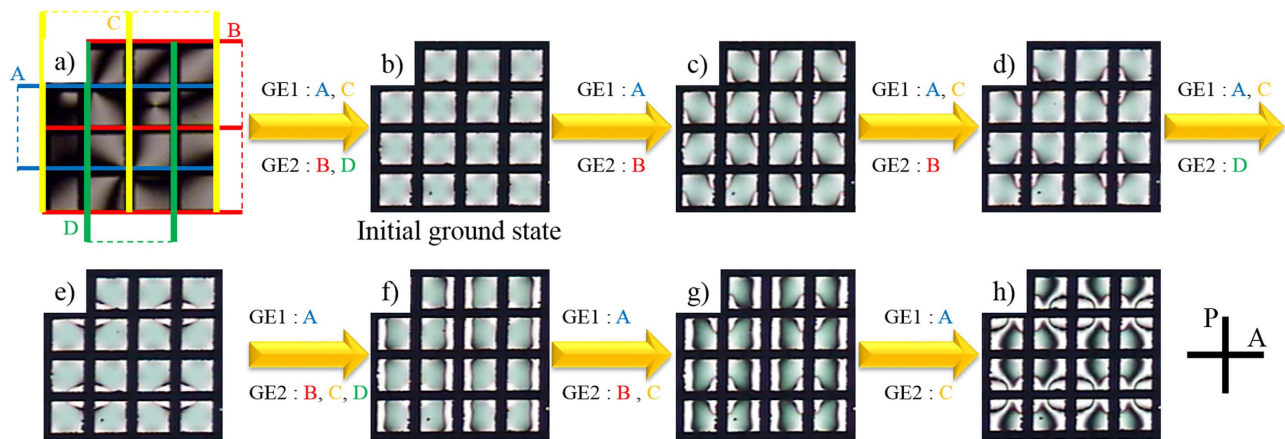 a)
A
C
B
D
GE1 : A, C
GE2 : B, D
b)
Initial ground state
GE1 : A
GE2 : B
c)
GE1 : A, C
GE2 : B
d)
GE1 : A, C
GE2 : D
e)
GE1 : A
GE2 : B, C, D
f)
GE1 : A
GE2 : B , C
g)
GE1 : A
GE2 : C
h)
P
A